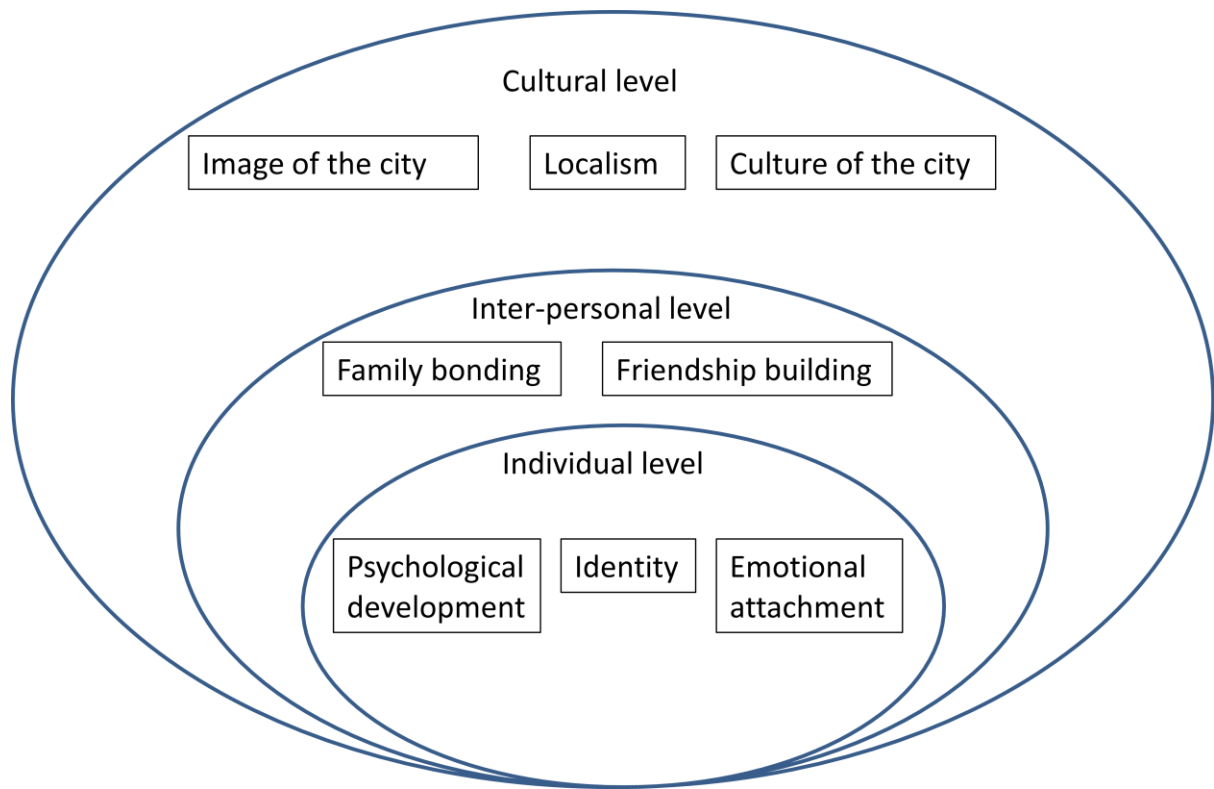 Cultural level
Image of the city
Localism
Culture of the city
Inter-personal level
Family bonding
Friendship building
Individual level
Psychological
development
Identity
Emotional
attachment